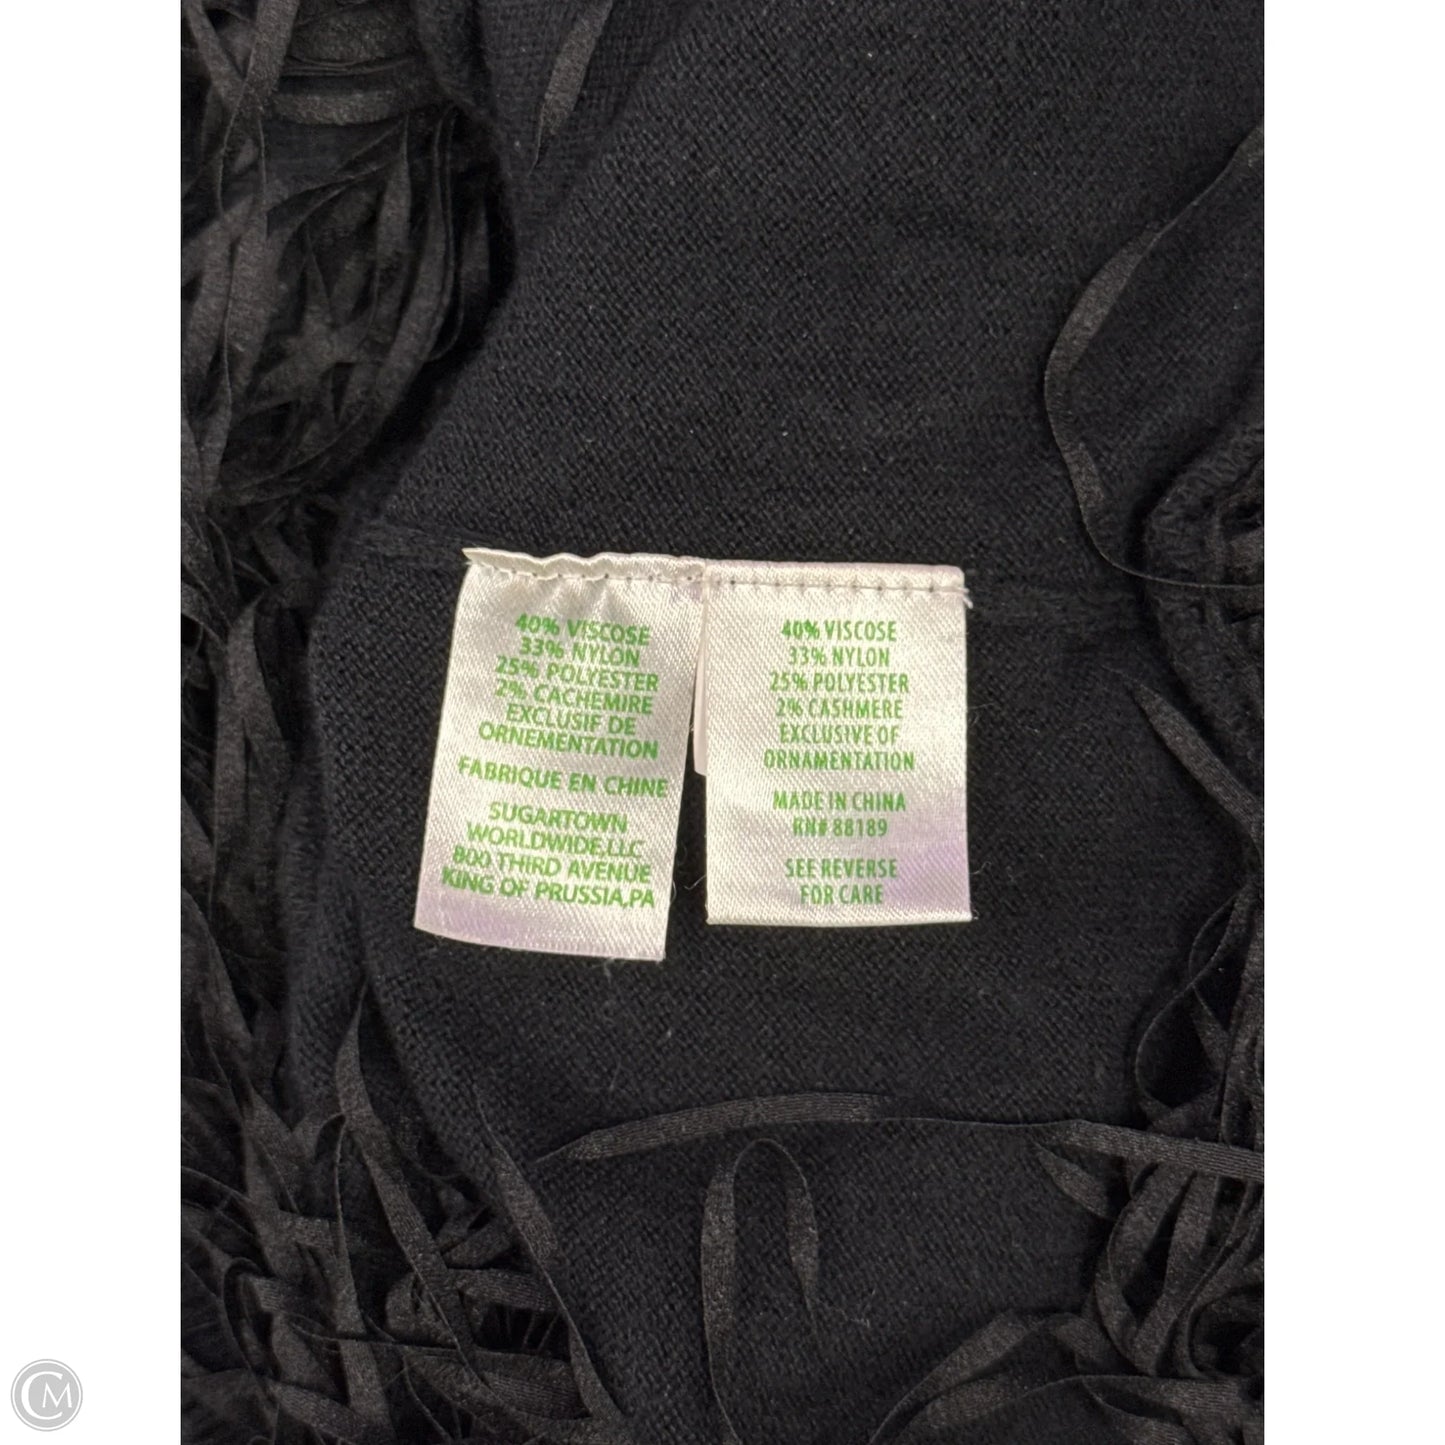 40% VISCOSE
33% NYLON
25% POLYESTER
2% CACHEMIRE
EXCLUSIF DE
ORNEMENTATION
FABRIQUE EN CHINE
SUGARTOWN
WORLDWIDE,LLC
800 THIRD AVENUE
KING OF PRUSSIA,PA
40% VISCOSE
33% NYLON
25% POLYESTER
2% CASHMERE
EXCLUSIVE OF
ORNAMENTATION
MADE IN CHINA
RN# 88189
SEE REVERSE
FOR CARE
CM